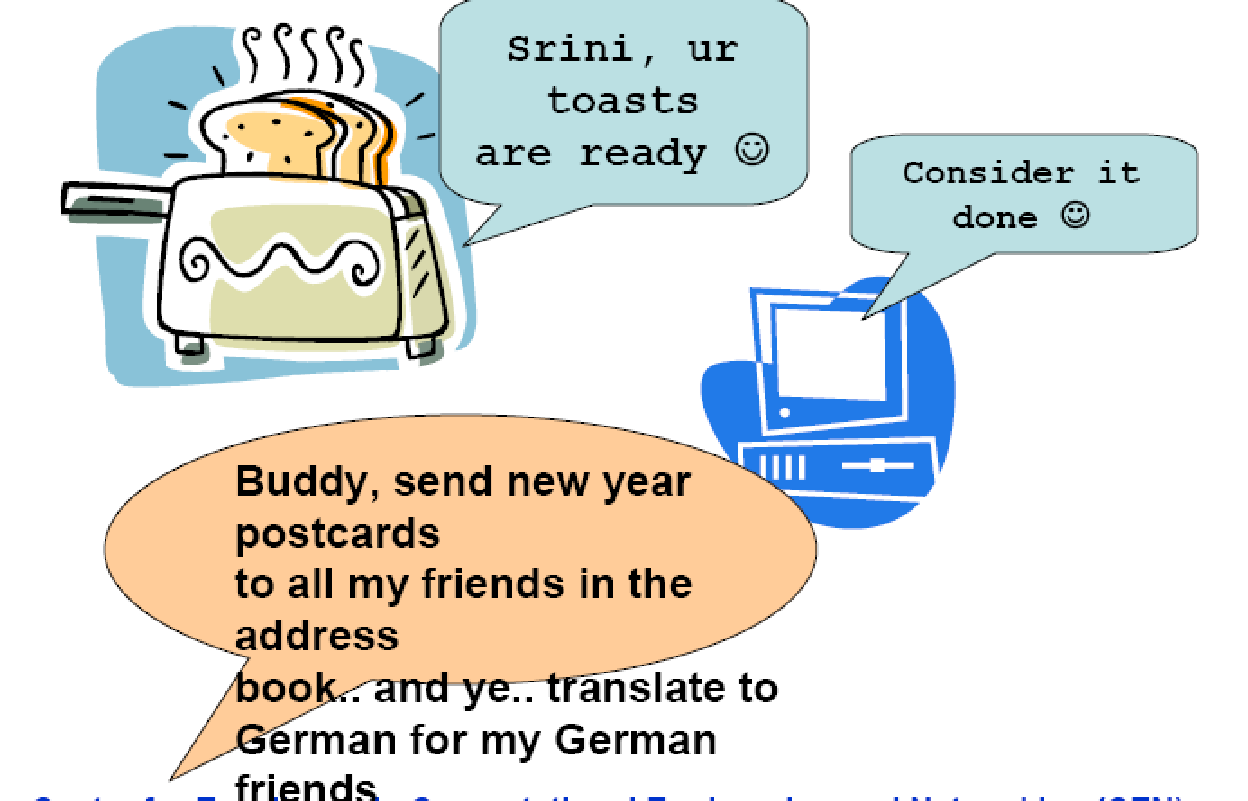 Srini, ur
toasts
are ready ☺
Consider it
done ☺
Buddy, send new year
postcards
to all my friends in the
address
book.. and ye.. translate to
German for my German
friends